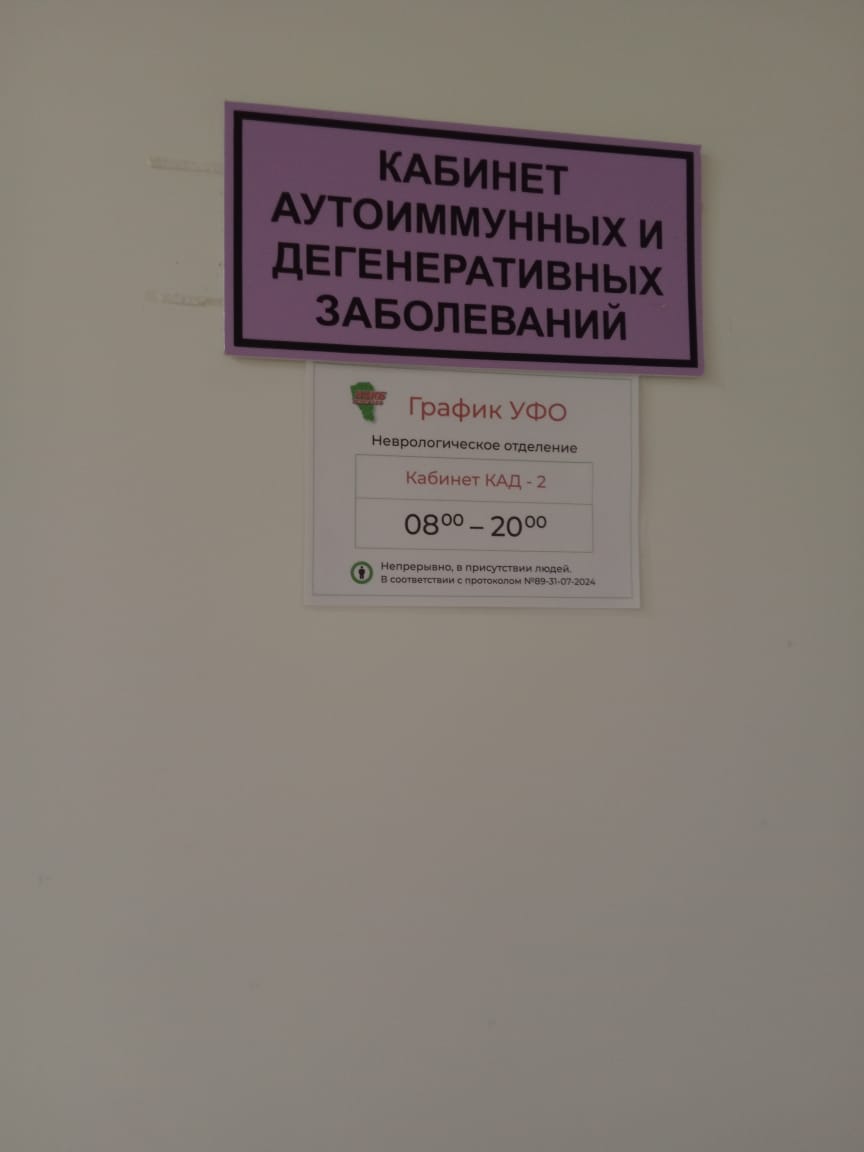 КАБИНЕТ
АУТОИММУННЫХ И
ДЕГЕНЕРАТИВНЫХ
ЗАБОЛЕВАНИЙ
График УФО
Неврологическое отделение
Кабинет КАД - 2
08⁰⁰ – 20⁰⁰
Непрерывно, в присутствии людей.
В соответствии с протоколом №89-31-07-2024